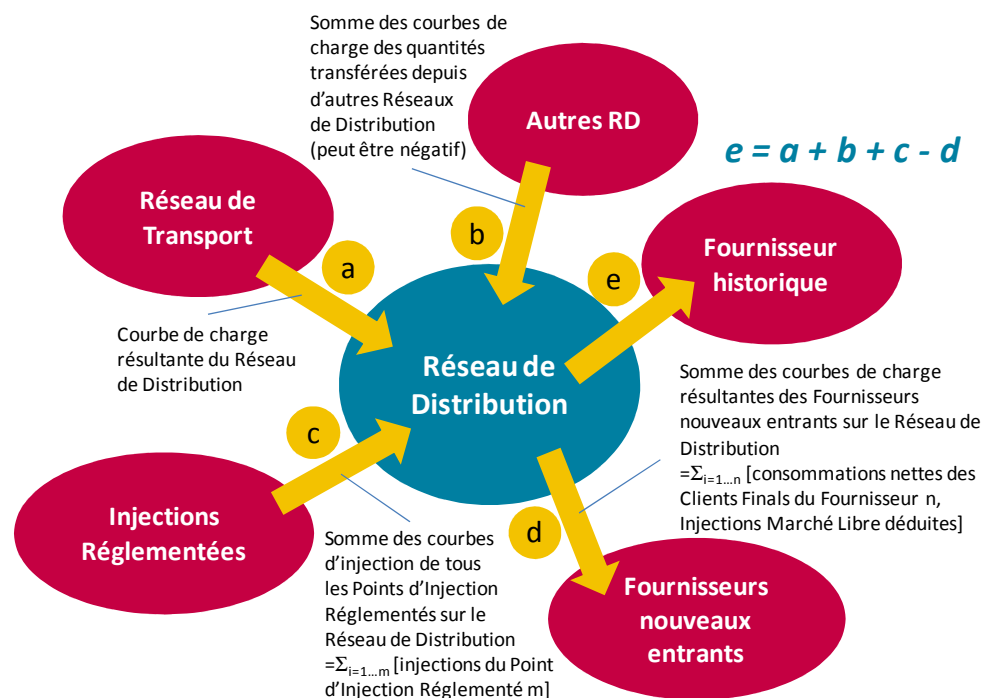 Somme des courbes de
charge des quantités
transférées depuis
d'autres Réseaux
de Distribution
(peut être négatif)
Autres RD
e = a + b + c - d
Réseau de
Transport
a
b
e
Fournisseur
historique
Courbe de charge
résultante du Réseau
de Distribution
Réseau de
Distribution
Somme des courbes de charge
résultantes des Fournisseurs
nouveaux entrants sur le Réseau de
Distribution
=Σi=1...n [consommations nettes des
Clients Finals du Fournisseur n,
Injections Marché Libre déduites]
c
Injections
Réglementées
Somme des courbes
d'injection de tous
les Points d'Injection
Réglementés sur le
Réseau de Distribution
=Σi=1...m [injections du Point
d'Injection Réglementé m]
d
Fournisseurs
nouveaux
entrants